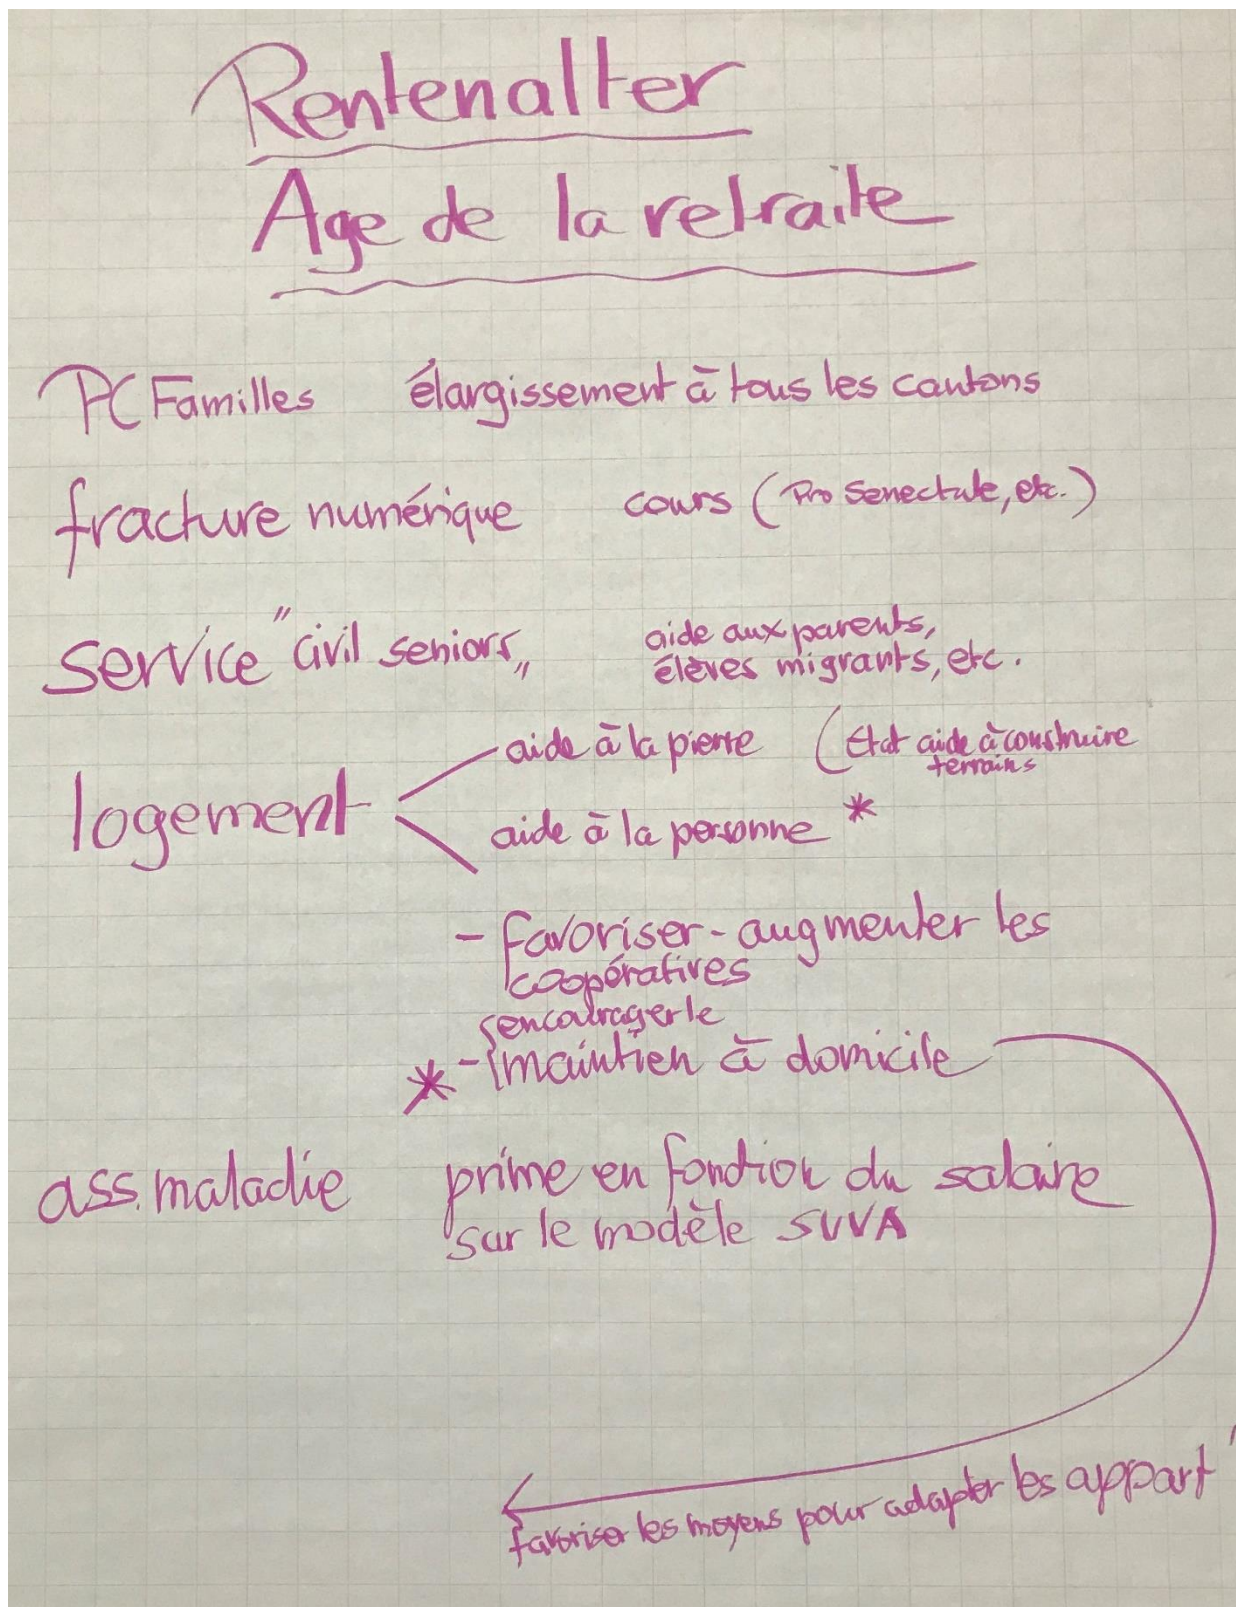 Rentenalter
Age de la retraite
PC Familles élargissement à tous les cantons
fracture numérique cours (Pro Senectute, etc.)
service "civil seniors" aide aux parents,
élèves migrants, etc.
logement
aide à la pierre (Etat aide à construire
terrains
aide à la personne *
- favoriser - augmenter les
coopératives
encourager le
* - maintien à domicile
ass. maladie prime en fonction du salaire
sur le modèle SUVA
favoriser les moyens pour adapter les appart'